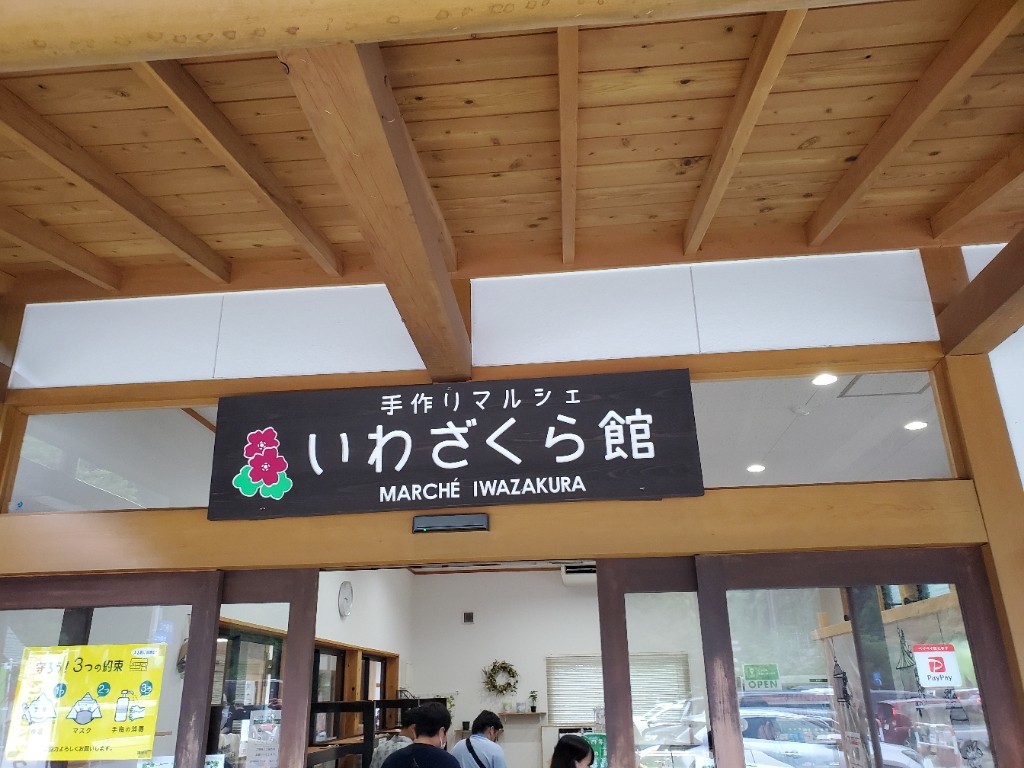 手作りマルシェ
いわざくら館
MARCHÉ IWAZAKURA
守ろう!3つの約束
マスク
手指の消毒
OPEN
PayPay